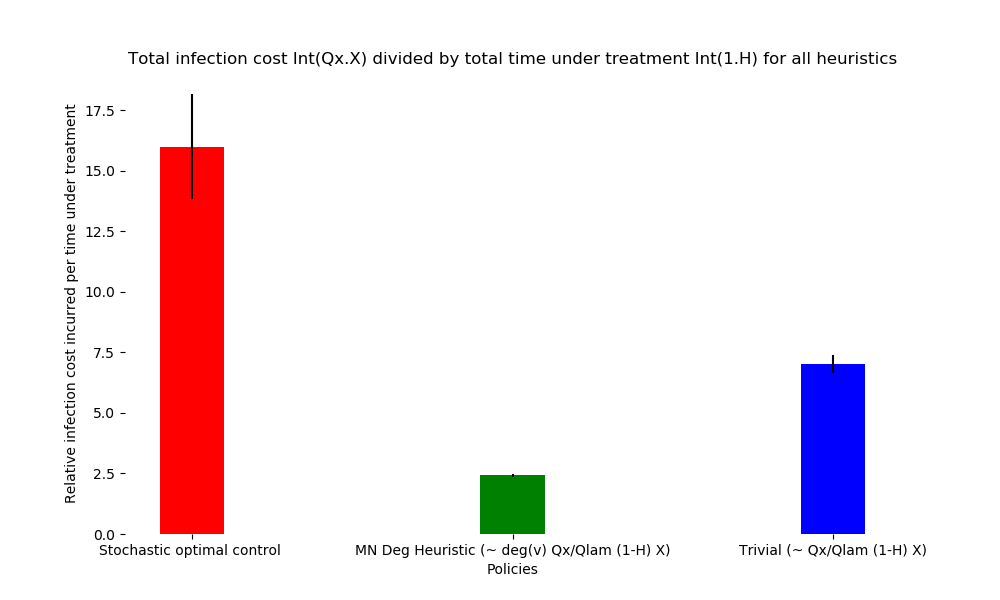 Total infection cost Int(Qx.X) divided by total time under treatment Int(1.H) for all heuristics
Relative infection cost incurred per time under treatment
17.5
15.0
12.5
10.0
7.5
5.0
2.5
0.0
Stochastic optimal control
MN Deg Heuristic (~ deg(v) Qx/Qlam (1-H) X)
Trivial (~ Qx/Qlam (1-H) X)
Policies